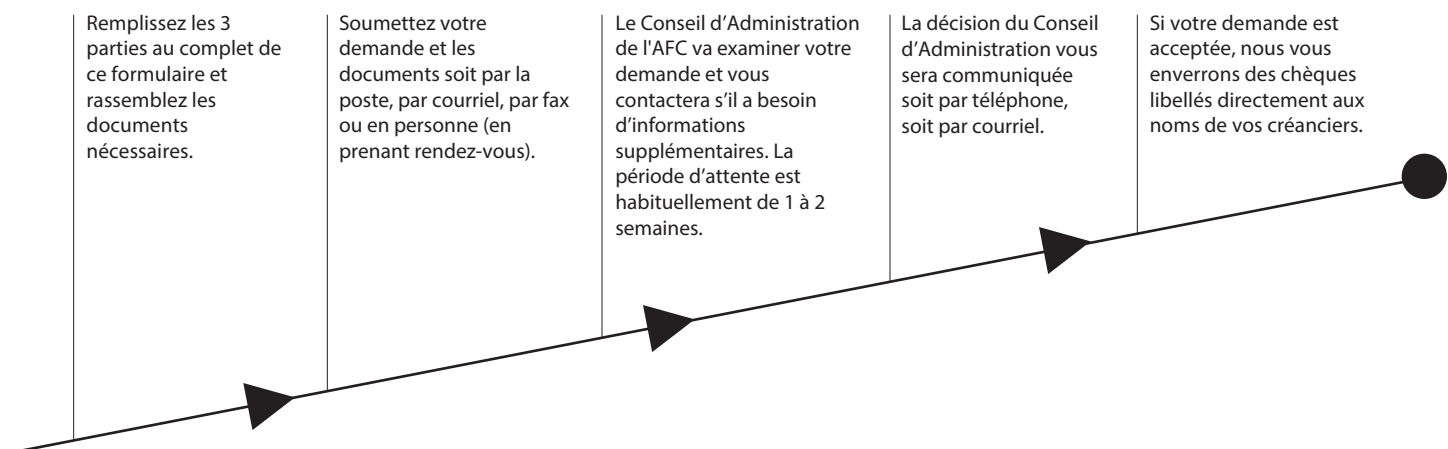 Remplissez les 3
parties au complet de
ce formulaire et
rassemblez les
documents
nécessaires.
Soumettez votre
demande et les
documents soit par la
poste, par courriel, par fax
ou en personne (en
prenant rendez-vous).
Le Conseil d’Administration
de l'AFC va examiner votre
demande et vous
contactera s’il a besoin
d’informations
supplémentaires. La
période d’attente est
habituellement de 1 à 2
semaines.
La décision du Conseil
d’Administration vous
sera communiquée
soit par téléphone,
soit par courriel.
Si votre demande est
acceptée, nous vous
enverrons des chèques
libellés directement aux
noms de vos créanciers.